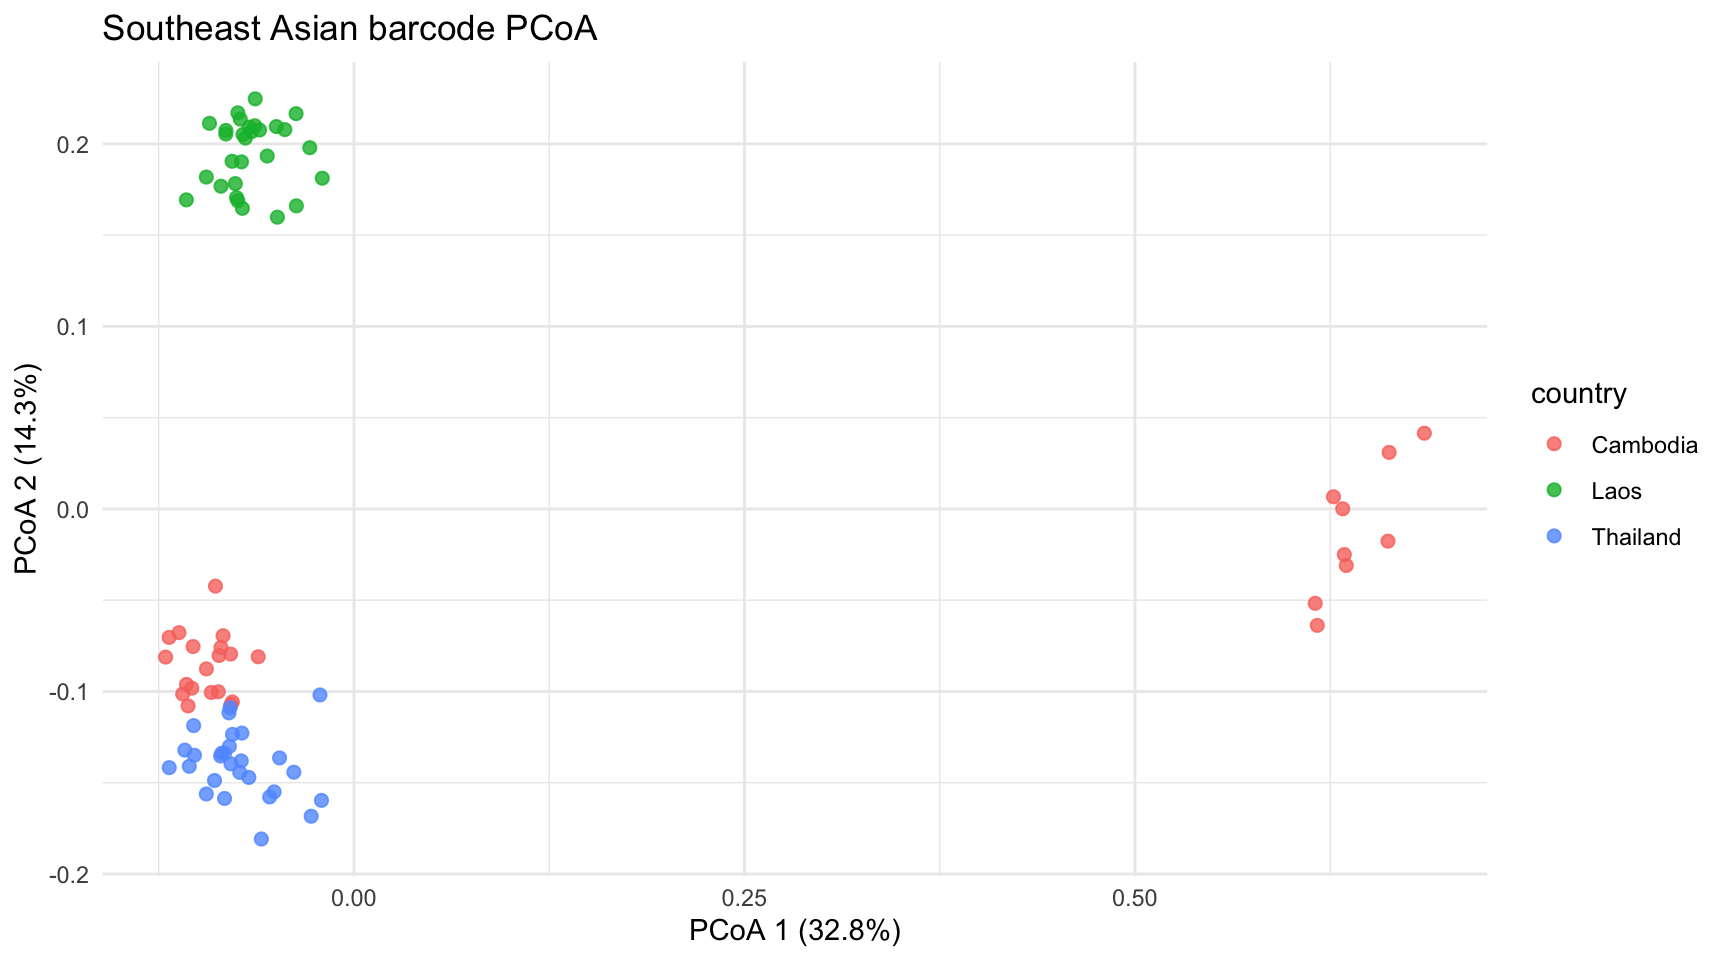 Southeast Asian barcode PCoA
PCoA 2 (14.3%)
0.2
0.1
0.0
-0.1
-0.2
0.00
0.25
0.50
PCoA 1 (32.8%)
country
Cambodia
Laos
Thailand